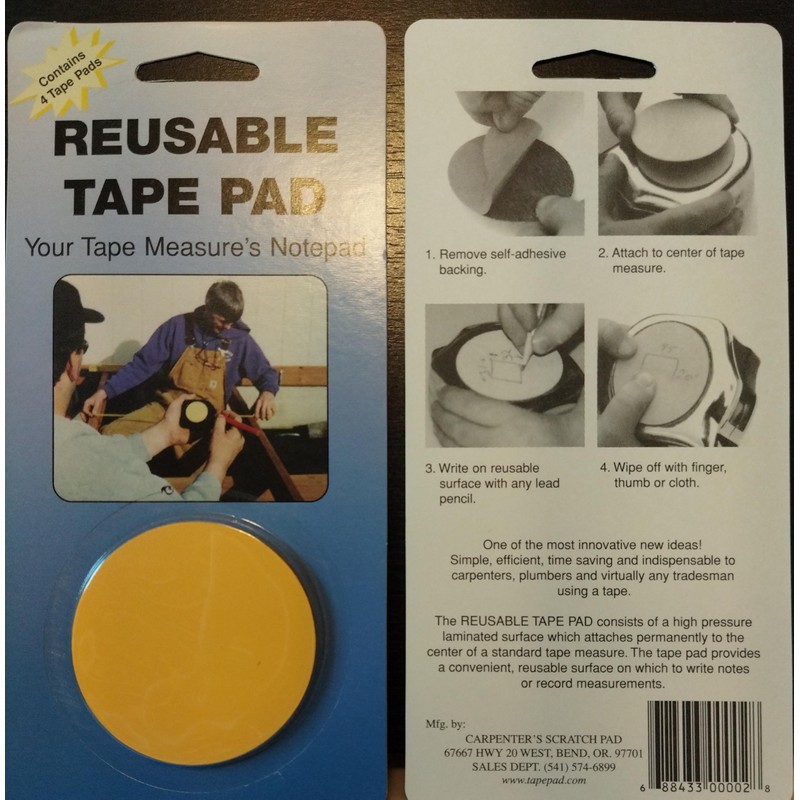 Contains
4 Tape Pads
REUSABLE
TAPE PAD
Your Tape Measure's Notepad
1. Remove self-adhesive
backing.
2. Attach to center of tape
measure.
3. Write on reusable
surface with any lead
pencil.
4. Wipe off with finger,
thumb or cloth.
One of the most innovative new ideas!
Simple, efficient, time saving and indispensable to
carpenters, plumbers and virtually any tradesman
using a tape.
The REUSABLE TAPE PAD consists of a high pressure
laminated surface which attaches permanently to the
center of a standard tape measure. The tape pad provides
a convenient, reusable surface on which to write notes
or record measurements.
Mfg. by:
CARPENTER'S SCRATCH PAD
67667 HWY 20 WEST, BEND, OR. 97701
SALES DEPT. (541) 574-6899
www.tapepad.com
6 88433 00002 8